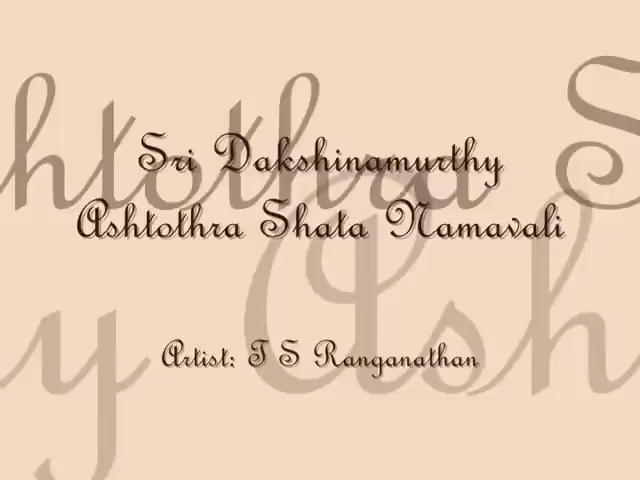 Sri Dakshinamurthy
Ashtothra Shata Namavali
Artist: T S Ranganathan